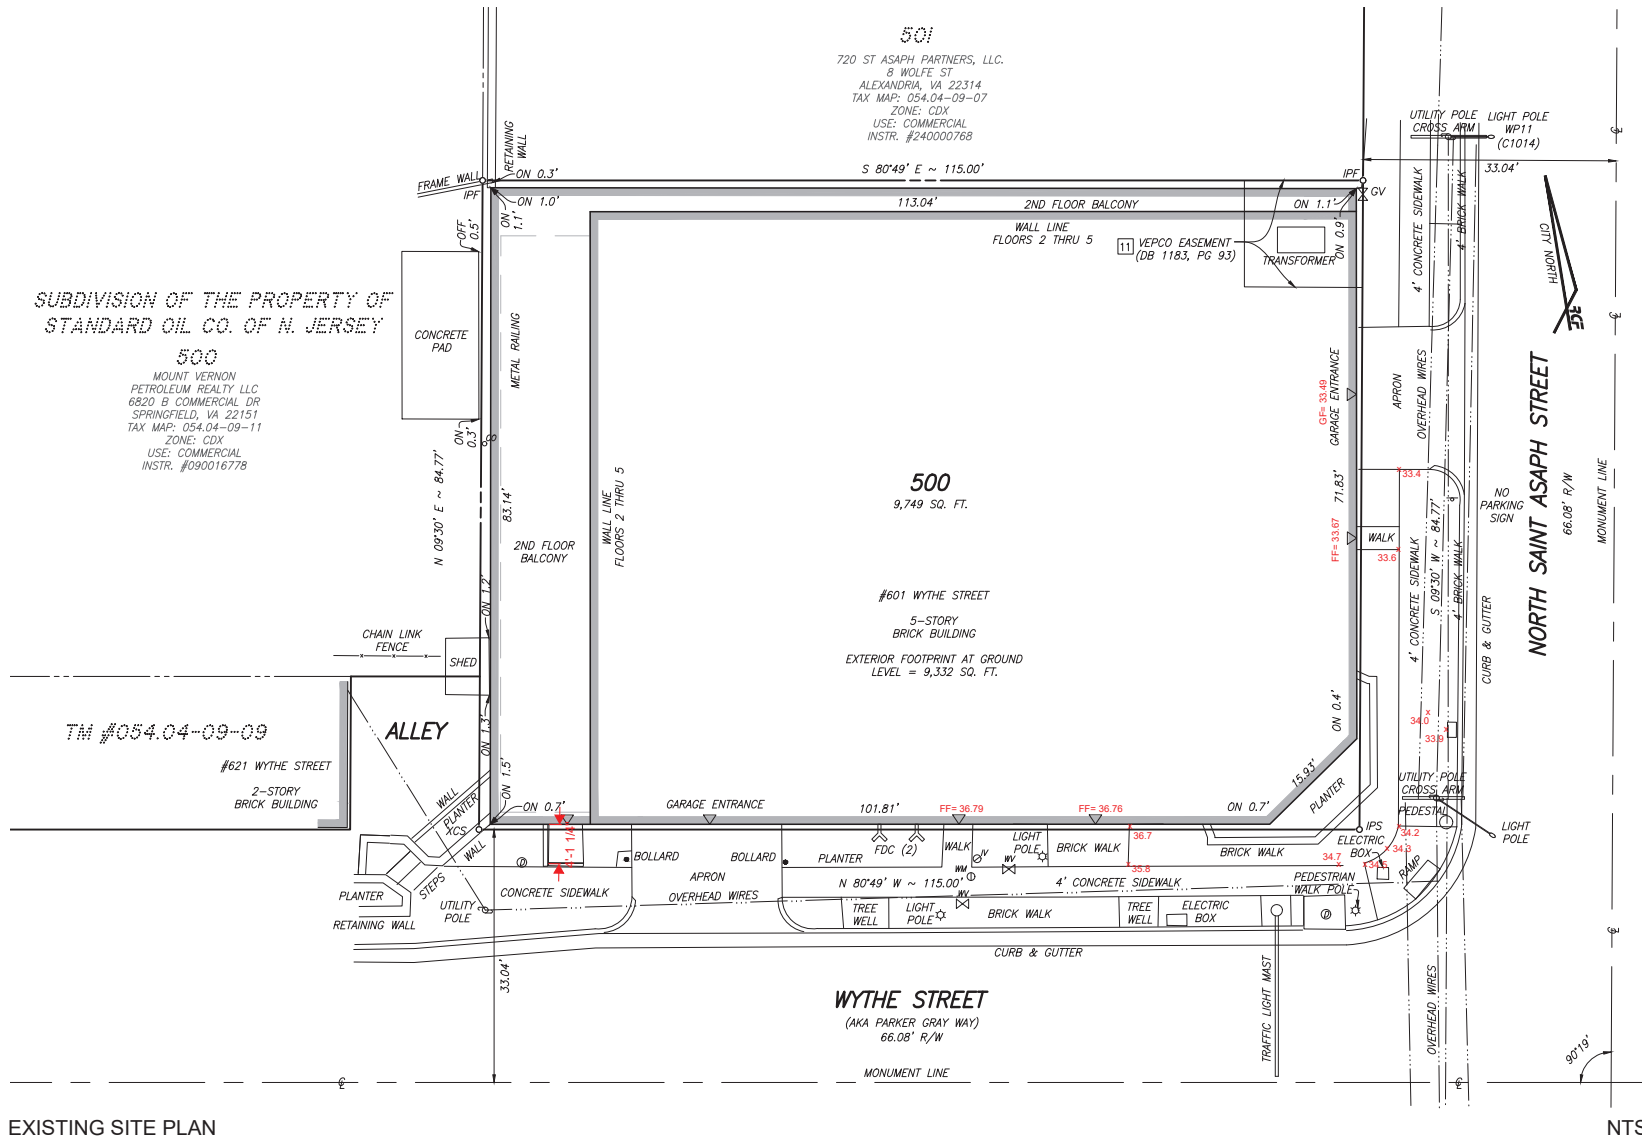 501
720 ST ASAPH PARTNERS, LLC.
8 WOLFE ST
ALEXANDRIA, VA 22314
TAX MAP: 054.04-09-07
ZONE: CDX
USE: COMMERCIAL
INSTR. #240000768
UTILITY POLE
CROSS ARM
LIGHT POLE
WP11
(C1014)
RETAINING
WALL
FRAME WALL
IPF
ON 0.3'
S 80°49' E ~ 115.00'
IPF
33.04'
GV
ON 1.0'
ON
1.1'
113.04'
2ND FLOOR BALCONY
ON 1.1'
ON 0.9'
WALL LINE
FLOORS 2 THRU 5
11
VEPCO EASEMENT
(DB 1183, PG 93)
TRANSFORMER
4' CONCRETE SIDEWALK
4' BRICK WALK
CITY NORTH
RCF
OFF
0.5'
SUBDIVISION OF THE PROPERTY OF
STANDARD OIL CO. OF N. JERSEY
500
MOUNT VERNON
PETROLEUM REALTY LLC
6820 B COMMERCIAL DR
SPRINGFIELD, VA 22151
TAX MAP: 054.04-09-11
ZONE: CDX
USE: COMMERCIAL
INSTR. #090016778
CONCRETE
PAD
METAL RAILING
ON
0.3'
N 09°30' E ~ 84.77'
83.14'
2ND FLOOR
BALCONY
WALL LINE
FLOORS 2 THRU 5
500
9,749 SQ. FT.
#601 WYTHE STREET
5-STORY
BRICK BUILDING
EXTERIOR FOOTPRINT AT GROUND
LEVEL = 9,332 SQ. FT.
GF= 33.49
GARAGE ENTRANCE
71.83'
FF= 33.67
WALK
33.6
33.4
APRON
OVERHEAD WIRES
NO
PARKING
SIGN
NORTH SAINT ASAPH STREET
66.08' R/W
MONUMENT LINE
4' CONCRETE SIDEWALK
S 09°30' W ~ 84.77'
4' BRICK WALK
CURB & GUTTER
CHAIN LINK
FENCE
SHED
ON 1.2'
ON 1.3'
ON 1.5'
ON 0.4'
34.0
33.9
TM #054.04-09-09
#621 WYTHE STREET
2-STORY
BRICK BUILDING
ALLEY
WALL
PLANTER
XCS
WALL
STEPS
ON 0.7'
GARAGE ENTRANCE
101.81'
FF= 36.79
FF= 36.76
ON 0.7'
15.93'
PLANTER
UTILITY POLE
CROSS ARM
PEDESTAL
IPS
34.2
LIGHT
POLE
4'-1 1/4"
BOLLARD
BOLLARD
PLANTER
FDC (2)
WALK
IV
WM
WV
LIGHT
POLE
BRICK WALK
36.7
35.8
BRICK WALK
34.7
ELECTRIC
BOX
34.3
34.5
RAMP
D
CONCRETE SIDEWALK
APRON
OVERHEAD WIRES
N 80°49' W ~ 115.00'
4' CONCRETE SIDEWALK
PEDESTRIAN
WALK POLE
PLANTER
RETAINING WALL
UTILITY
POLE
TREE
WELL
LIGHT
POLE
WV
BRICK WALK
TREE
WELL
ELECTRIC
BOX
D
CURB & GUTTER
33.04'
WYTHE STREET
(AKA PARKER GRAY WAY)
66.08' R/W
TRAFFIC LIGHT MAST
OVERHEAD WIRES
90°19'
MONUMENT LINE
EXISTING SITE PLAN
NTS